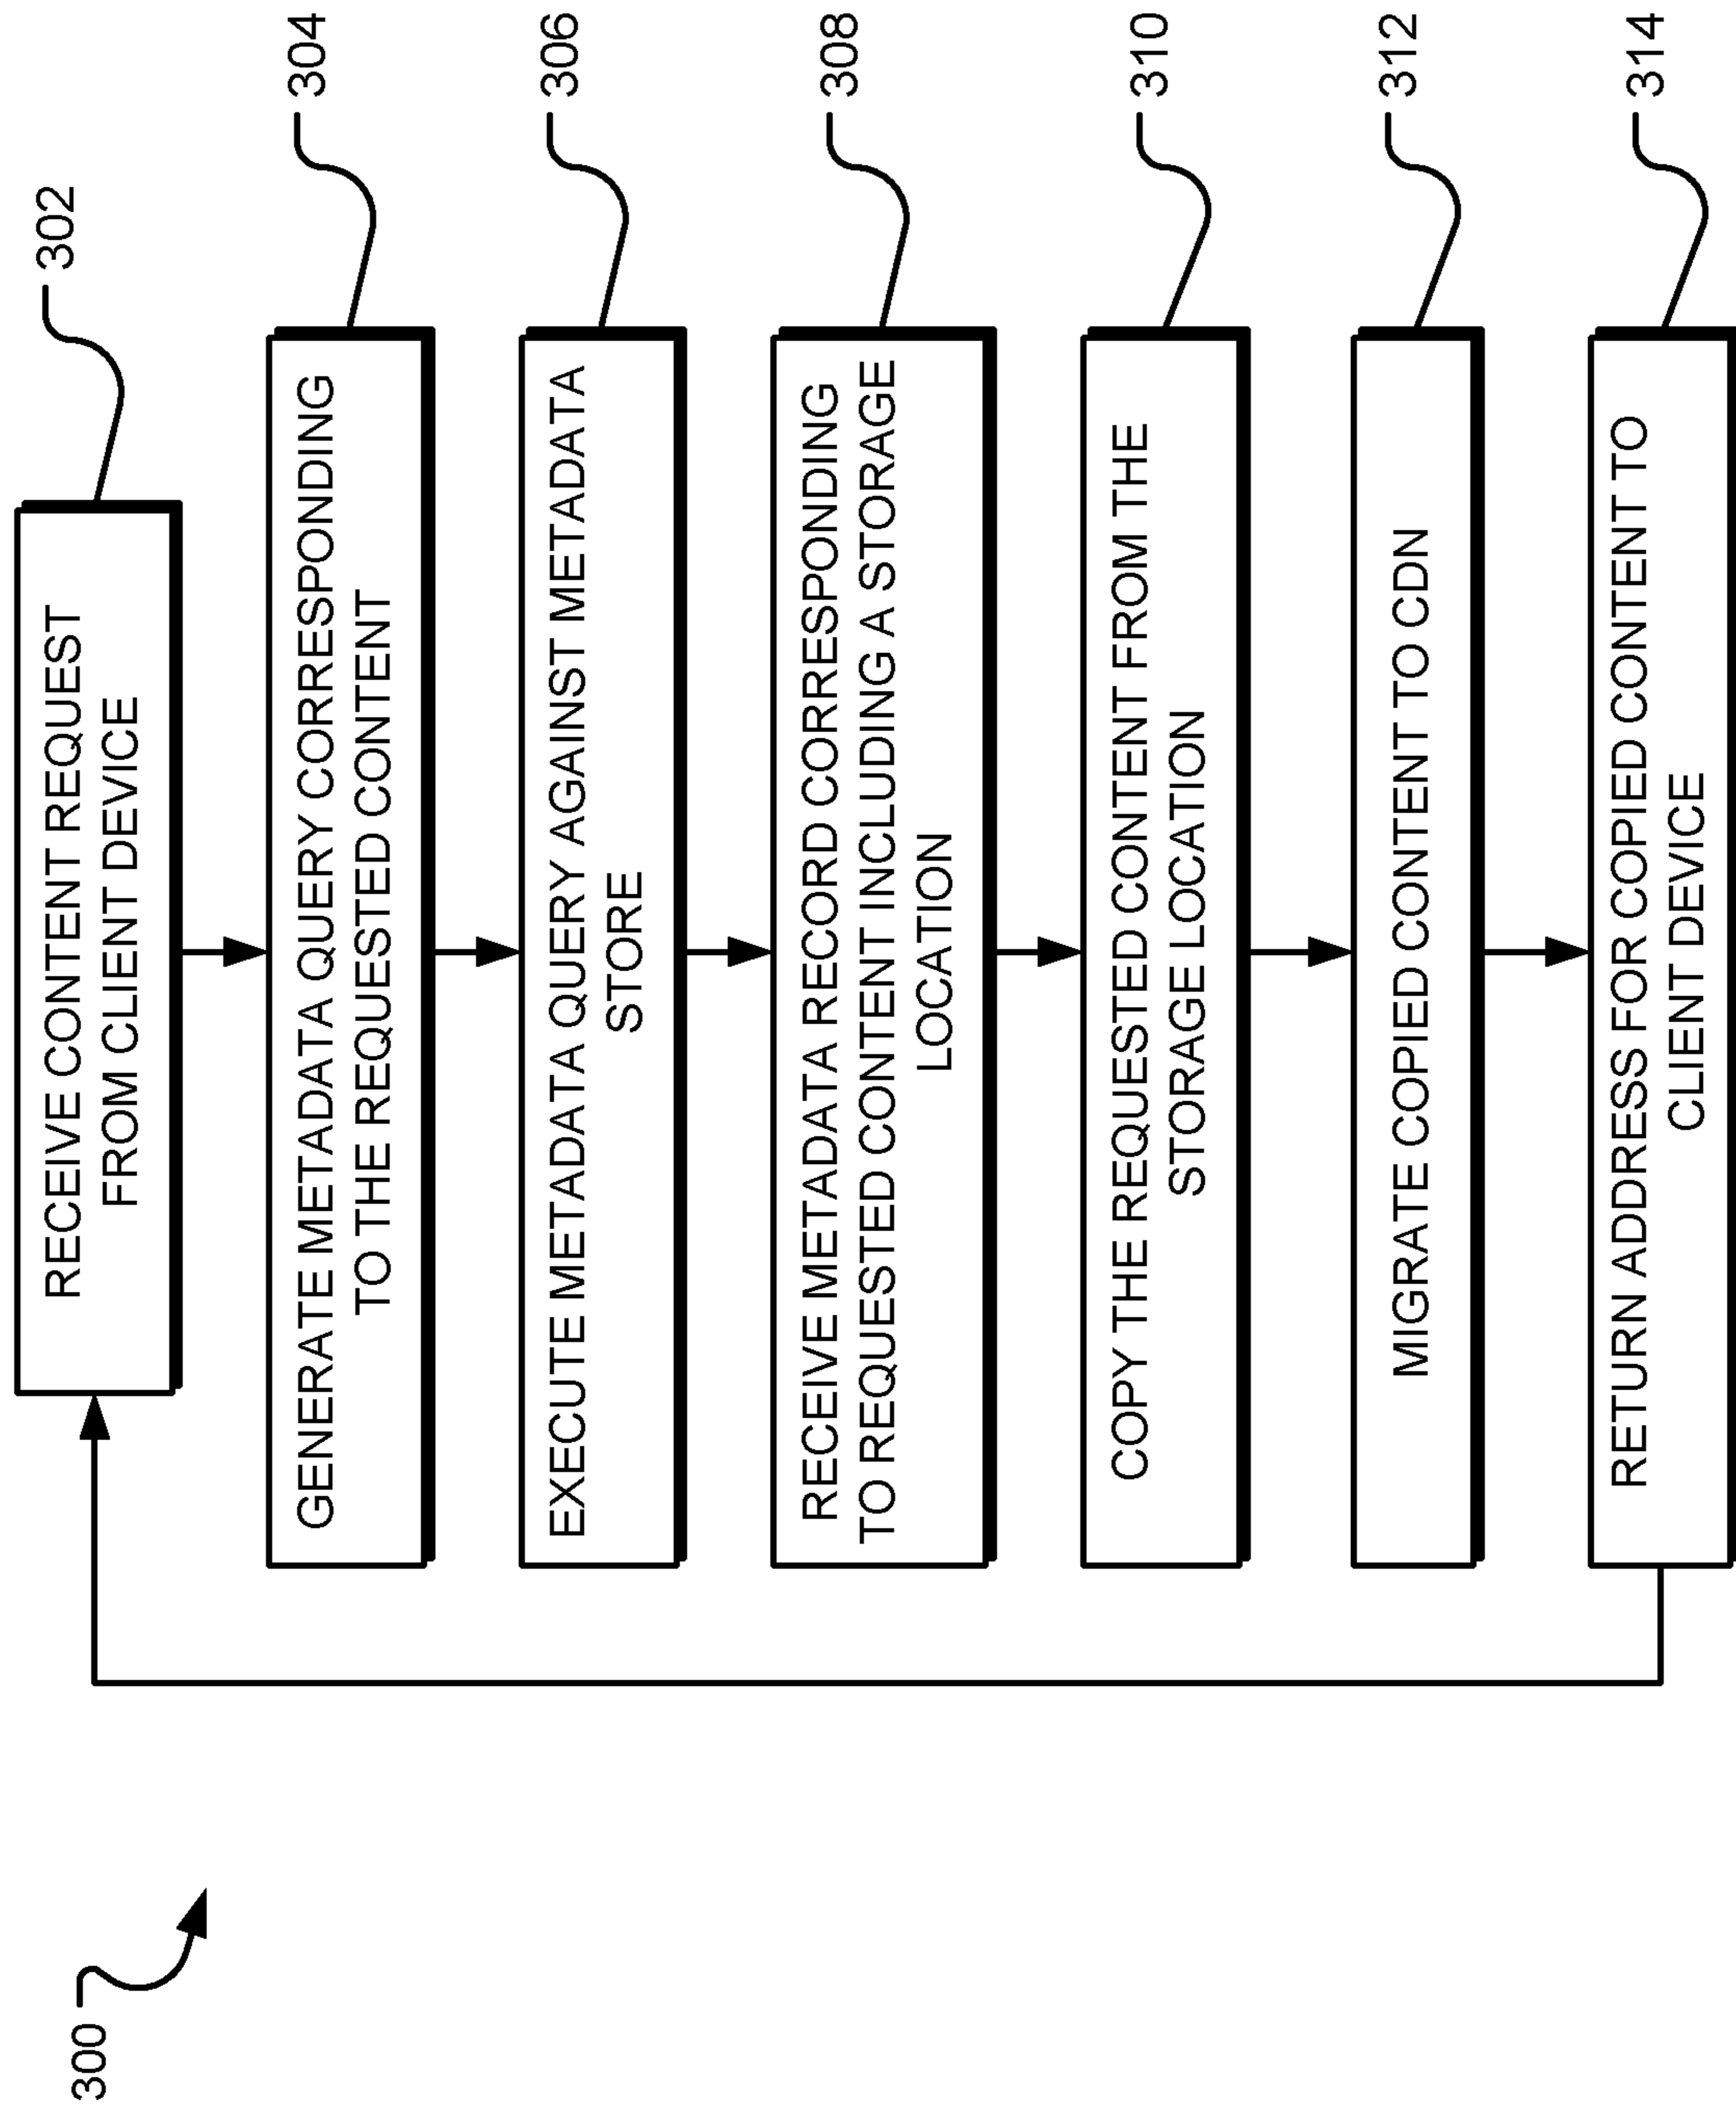 300
302
RECEIVE CONTENT REQUEST
FROM CLIENT DEVICE
304
GENERATE METADATA QUERY CORRESPONDING
TO THE REQUESTED CONTENT
306
EXECUTE METADATA QUERY AGAINST METADATA
STORE
308
RECEIVE METADATA RECORD CORRESPONDING
TO REQUESTED CONTENT INCLUDING A STORAGE
LOCATION
310
COPY THE REQUESTED CONTENT FROM THE
STORAGE LOCATION
312
MIGRATE COPIED CONTENT TO CDN
314
RETURN ADDRESS FOR COPIED CONTENT TO
CLIENT DEVICE